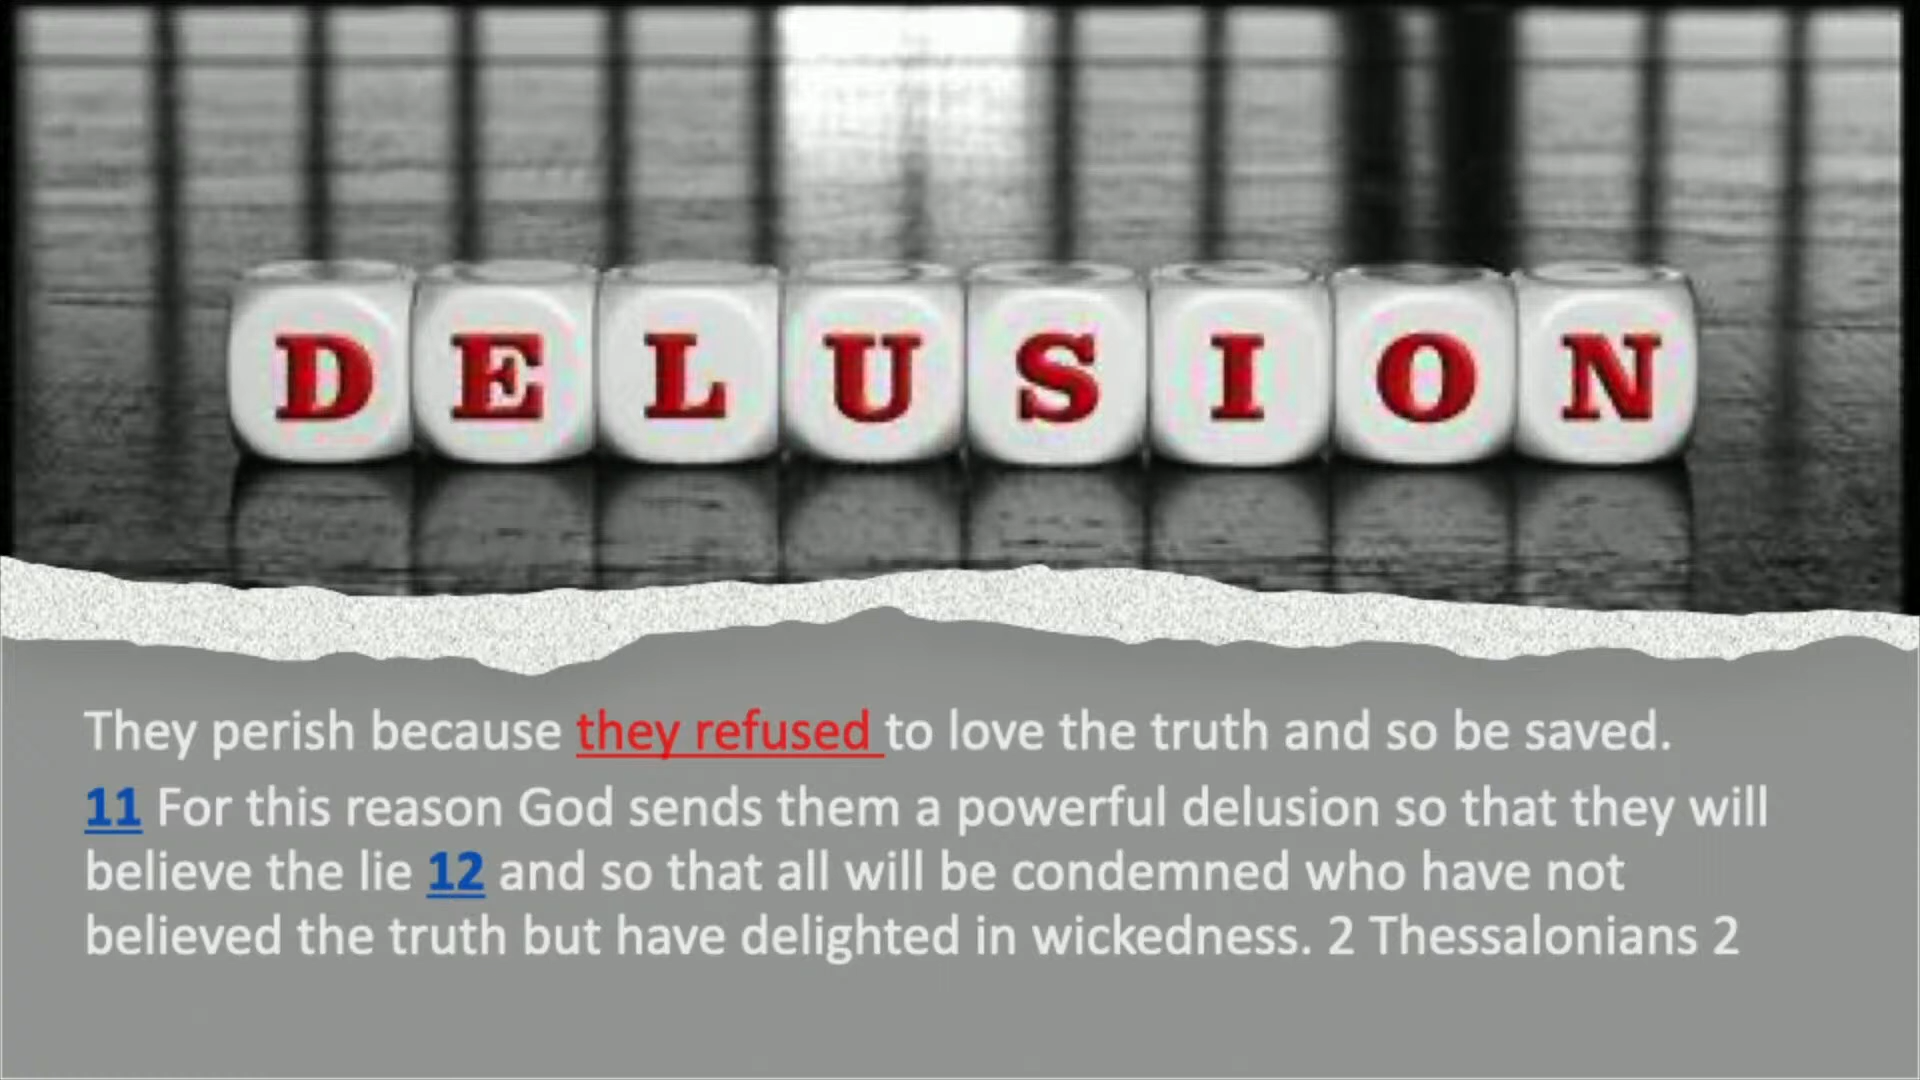 DELUSION
They perish because they refused to love the truth and so be saved.
11 For this reason God sends them a powerful delusion so that they will
believe the lie 12 and so that all will be condemned who have not
believed the truth but have delighted in wickedness. 2 Thessalonians 2